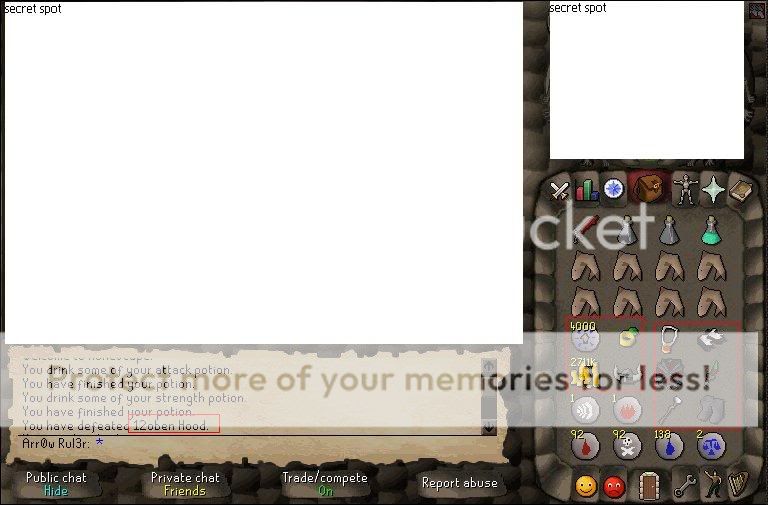 secret spot
secret spot
cket
4000
271k
1 1
92 92 138 2
Protect more of your memories for less!
You drink some of your attack potion.
You have finished your potion.
You drink some of your strength potion.
You have finished your potion.
You have defeated 12oben Hood.
Arr0w Rul3r: *
Public chat
Hide
Private chat
Friends
Trade/compete
On
Report abuse